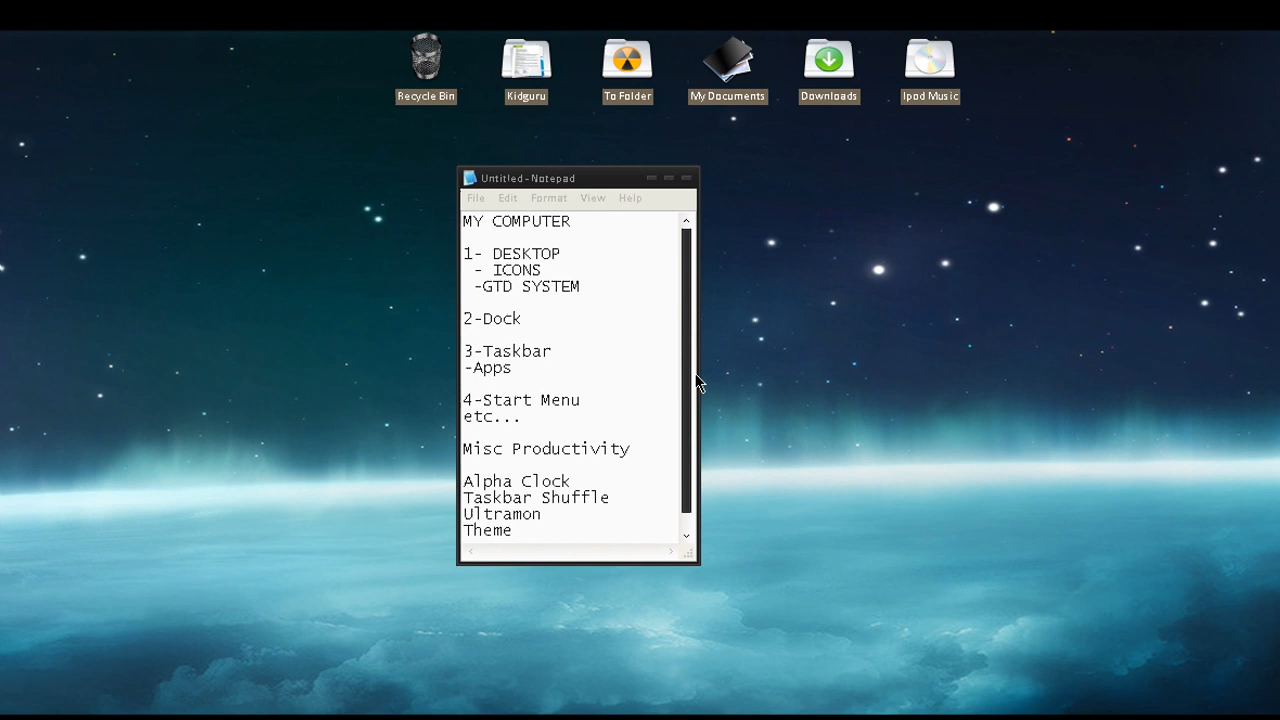 Recycle Bin
Kidguru
To Folder
My Documents
Downloads
Ipod Music
Untitled - Notepad
File Edit Format View Help
MY COMPUTER
1- DESKTOP
- ICONS
-GTD SYSTEM
2-Dock
3-Taskbar
-Apps
4-Start Menu
etc...
Misc Productivity
Alpha Clock
Taskbar Shuffle
Ultramon
Theme